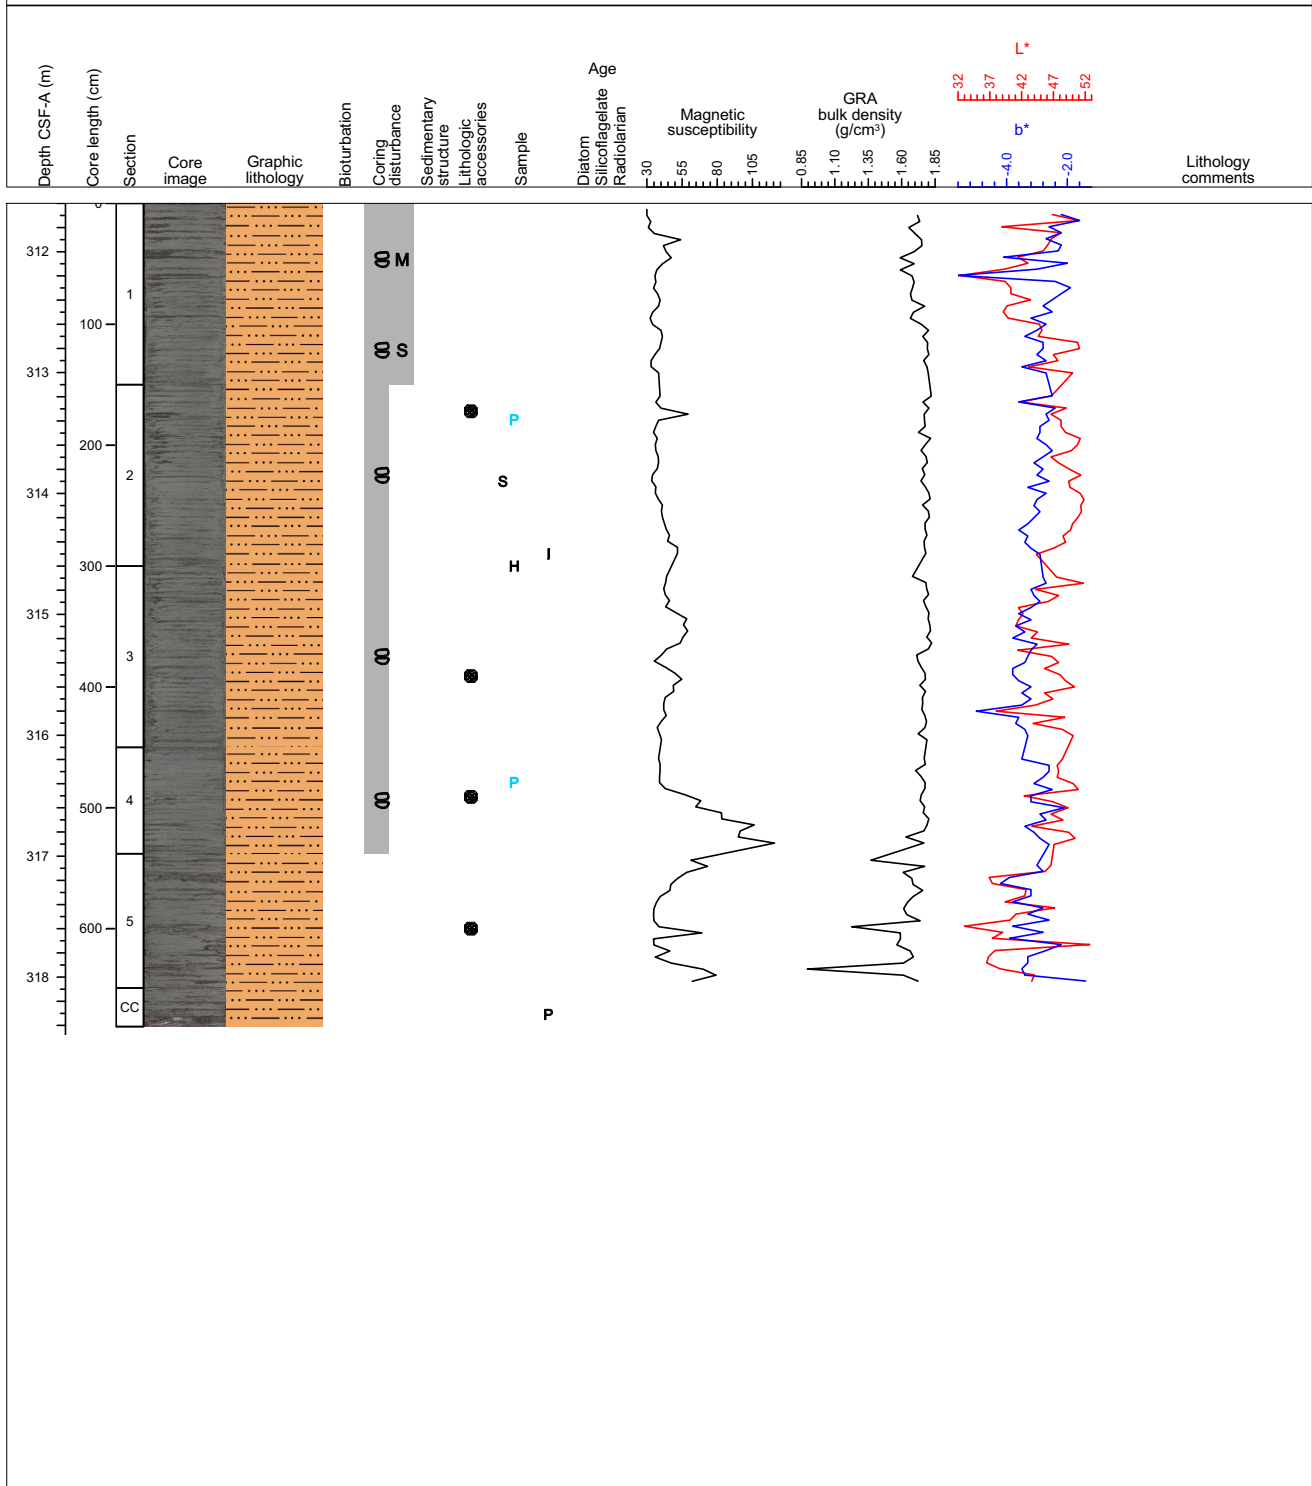 Depth CSF-A (m)
Core length (cm)
Section
Core
image
Graphic
lithology
Bioturbation
Coring
disturbance
Sedimentary
structure
Lithologic
accessories
Sample
Age
Diatom
Silicoflagelate
Radiolarian
Magnetic
susceptibility
30 55 80 105
GRA
bulk density
(g/cm³)
0.85 1.10 1.35 1.60 1.85
L*
32 37 42 47 52
b*
-4.0 -2.0
Lithology
comments
0
312
M
1
100
S
313
P
200
2
S
314
I
300
H
315
3
400
316
P
4
500
317
5
600
318
CC
P